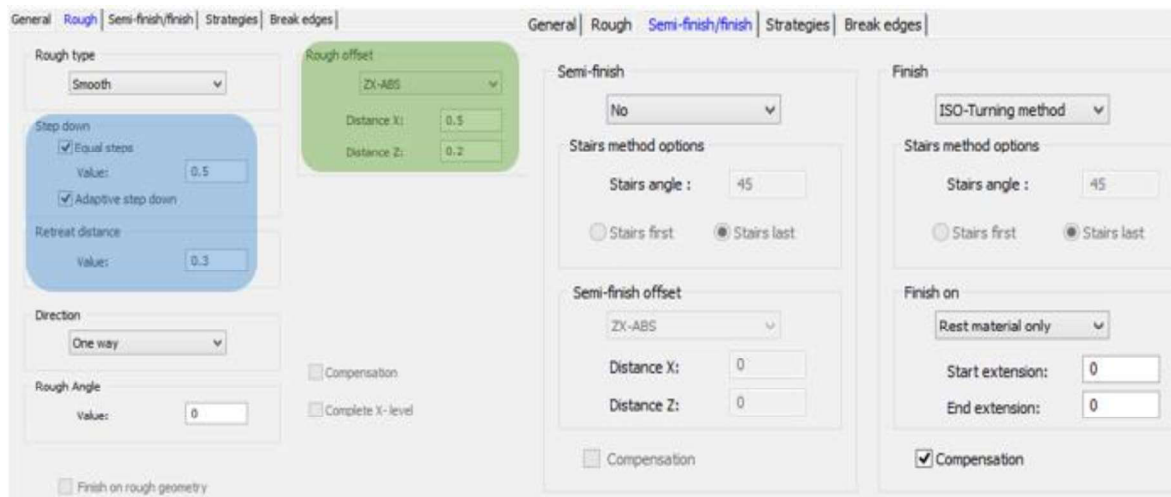 General Rough Semi-finish/finish Strategies Break edges
Rough type
Smooth
Step down
Equal steps
Value: 0.5
Adaptive step down
Retreat distance
Value: 0.3
Direction
One way
Rough Angle
Value: 0
Finish on rough geometry
Rough offset
ZX-ABS
Distance X: 0.5
Distance Z: 0.2
Compensation
Complete X- level
General Rough Semi-finish/finish Strategies Break edges
Semi-finish
No
Stairs method options
Stairs angle : 45
Stairs first Stairs last
Semi-finish offset
ZX-ABS
Distance X: 0
Distance Z: 0
Compensation
Finish
ISO-Turning method
Stairs method options
Stairs angle : 45
Stairs first Stairs last
Finish on
Rest material only
Start extension: 0
End extension: 0
Compensation